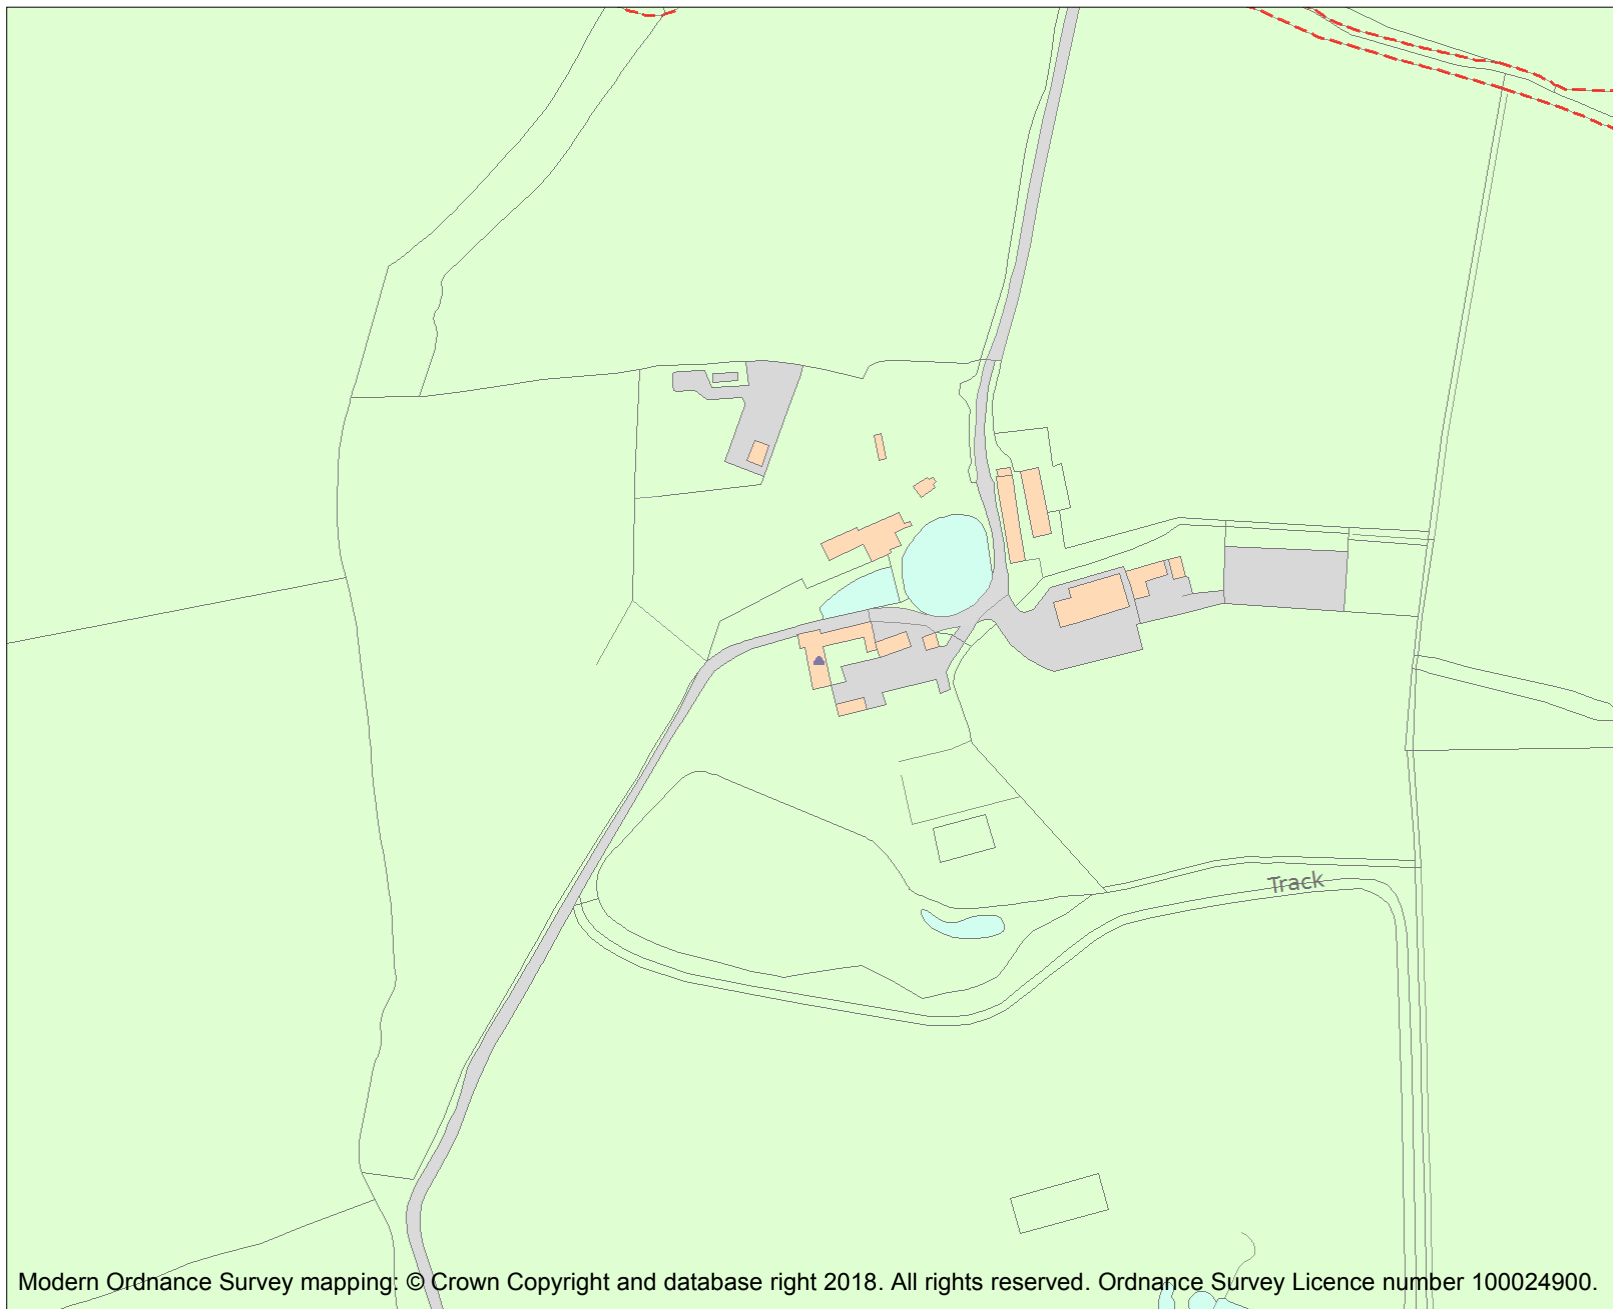 Track
Modern Ordnance Survey mapping: © Crown Copyright and database right 2018. All rights reserved. Ordnance Survey Licence number 100024900.